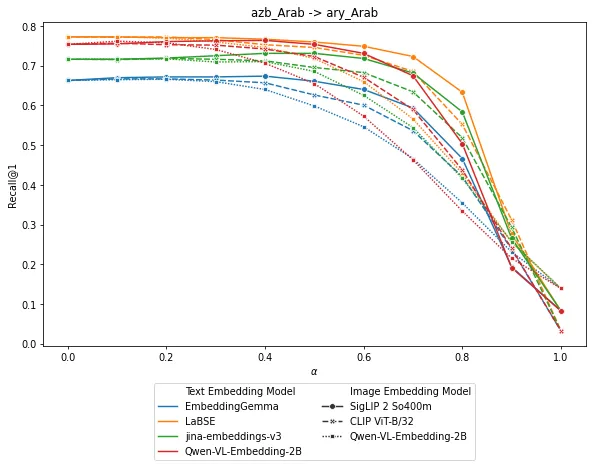 azb_Arab -> ary_Arab
0.8
0.7
0.6
0.5
0.4
0.3
0.2
0.1
0.0
Recall@1
0.0 0.2 0.4 0.6 0.8 1.0
α
Text Embedding Model Image Embedding Model
EmbeddingGemma SigLIP 2 So400m
LaBSE CLIP ViT-B/32
jina-embeddings-v3 Qwen-VL-Embedding-2B
Qwen-VL-Embedding-2B